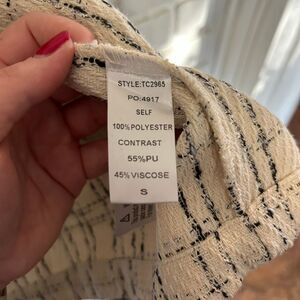 STYLE:TC2965
PO:4917
SELF
100%POLYESTER
CONTRAST
55%PU
45%VISCOSE
S